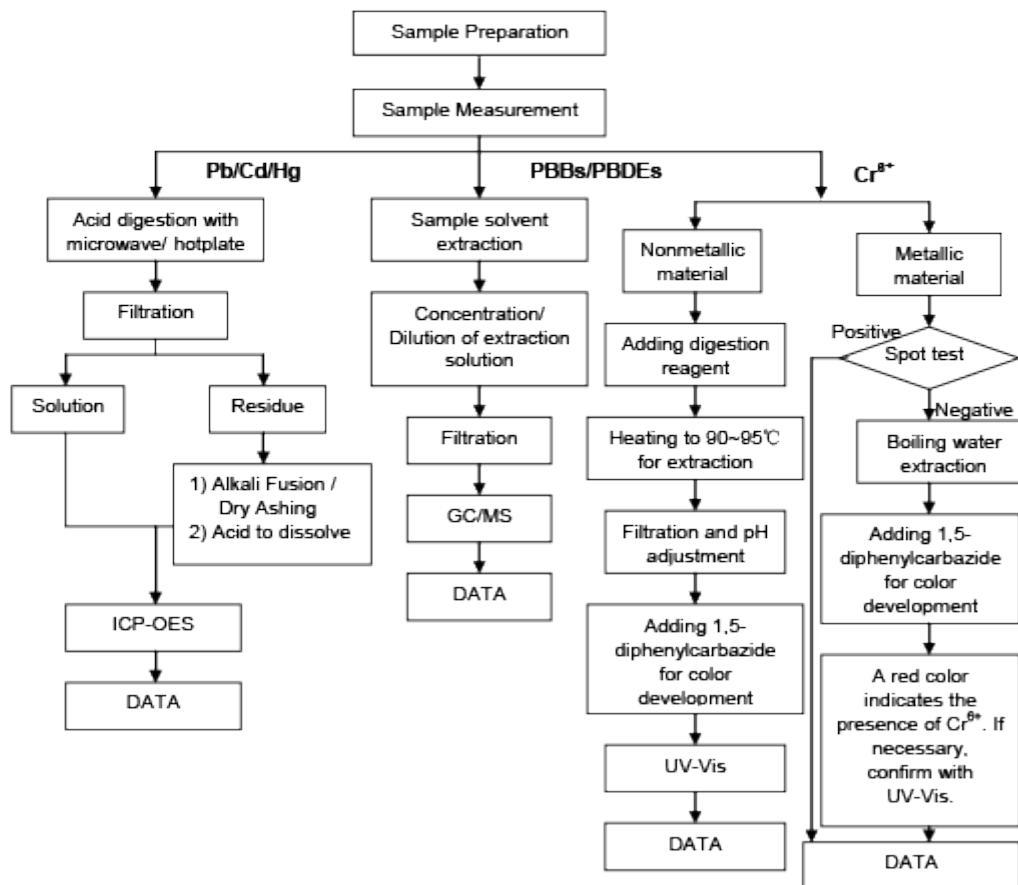 Sample Preparation
Sample Measurement
Pb/Cd/Hg
PBBs/PBDEs
Cr⁶⁺
Acid digestion with
microwave/ hotplate
Filtration
Solution
Residue
1) Alkali Fusion /
Dry Ashing
2) Acid to dissolve
ICP-OES
DATA
Sample solvent
extraction
Concentration/
Dilution of extraction
solution
Filtration
GC/MS
DATA
Nonmetallic
material
Adding digestion
reagent
Heating to 90~95℃
for extraction
Filtration and pH
adjustment
Adding 1,5-
diphenylcarbazide
for color
development
UV-Vis
DATA
Metallic
material
Positive
Spot test
Negative
Boiling water
extraction
Adding 1,5-
diphenylcarbazide
for color
development
A red color
indicates the
presence of Cr⁶⁺. If
necessary,
confirm with
UV-Vis.
DATA